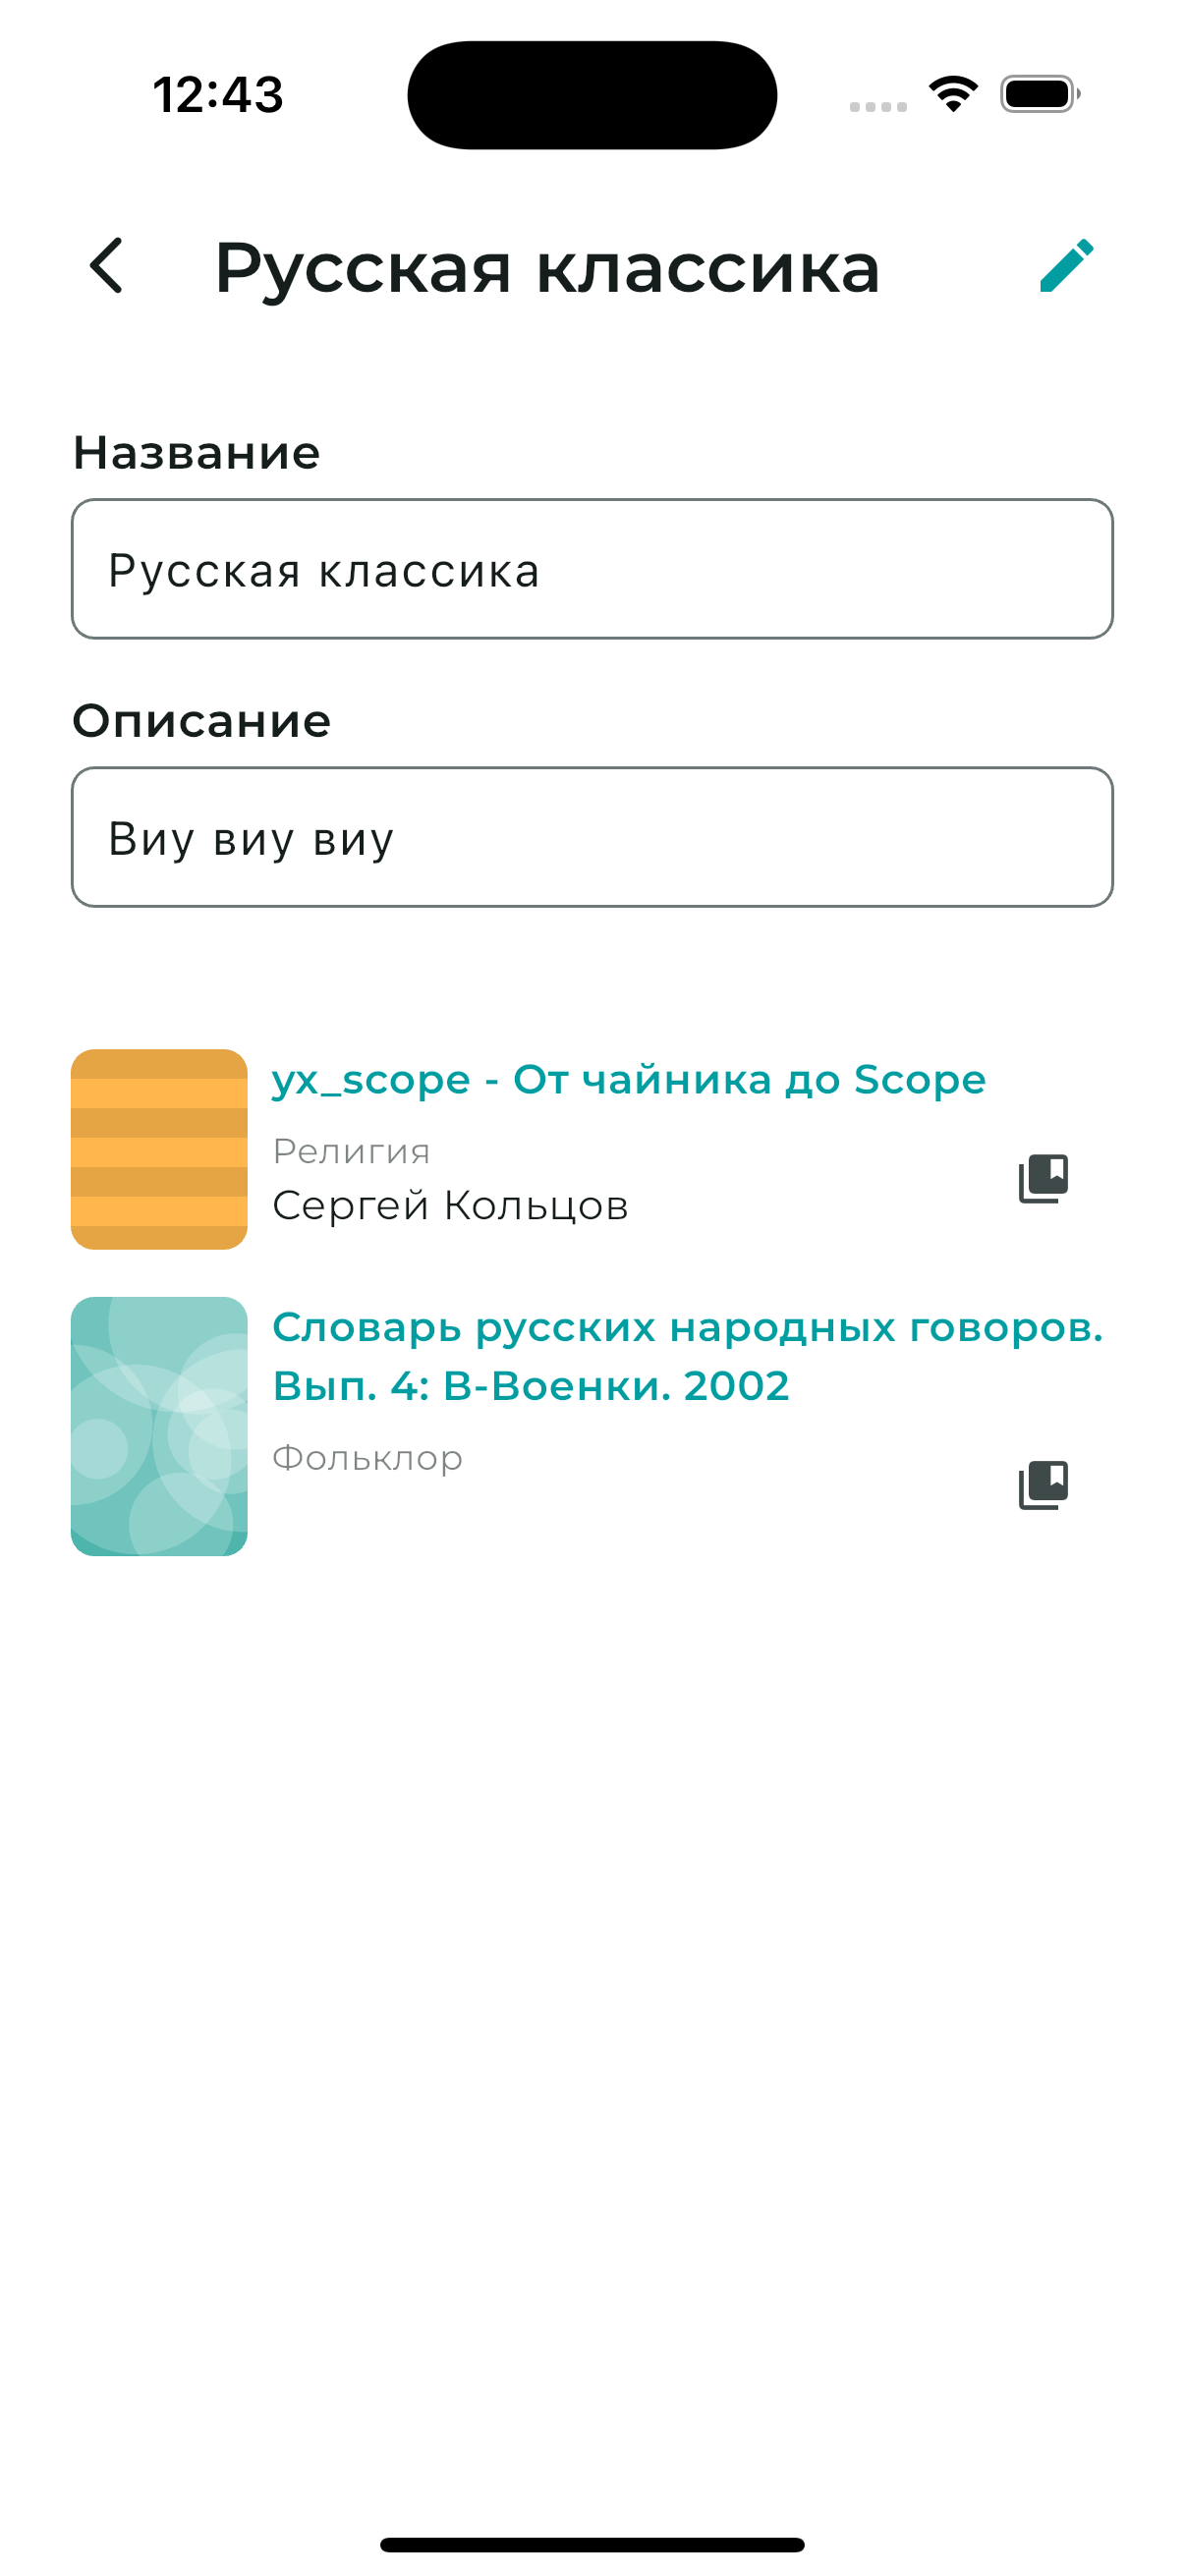 12:43
Русская классика
Название
Русская классика
Описание
Виу виу виу
yx_scope - От чайника до Scope
Религия
Сергей Кольцов
Словарь русских народных говоров.
Вып. 4: В-Военки. 2002
Фольклор